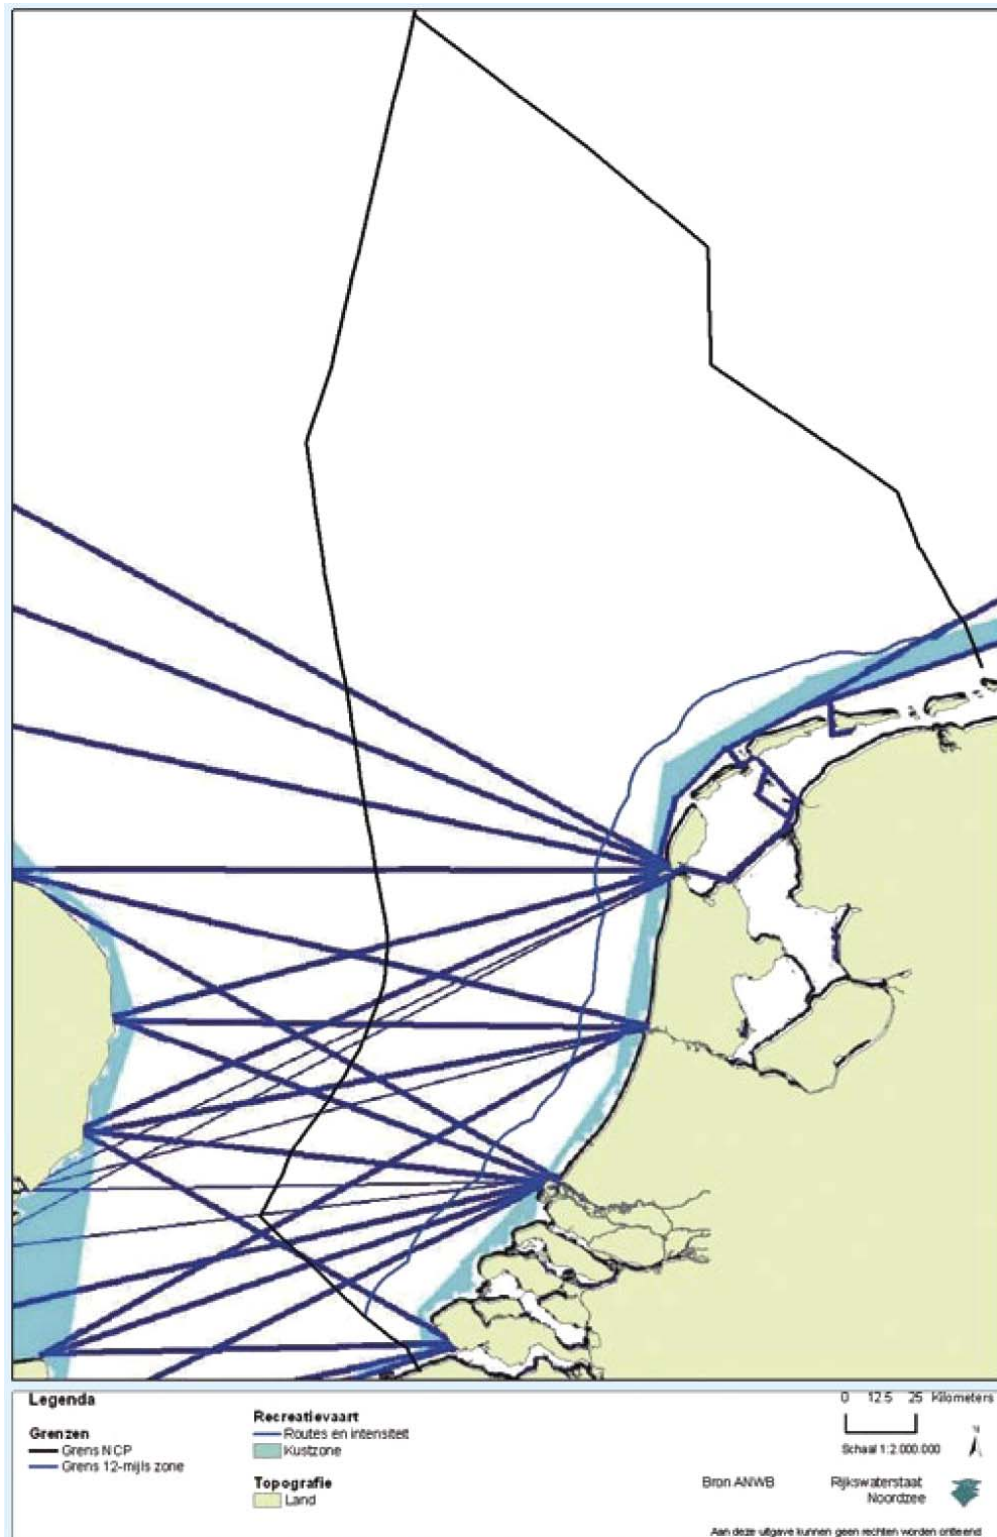 Legenda
Grenzen
Grens NCP
Grens 12-mijls zone
Recreatievaart
Routes en intensiteit
Kustzone
Topografie
Land
0 12.5 25 Kilometers
Schaal 1:2.000.000
N
Bron ANWB
Rijkswaterstaat
Noordzee
Aan deze uitgave kunnen geen rechten worden ontleend